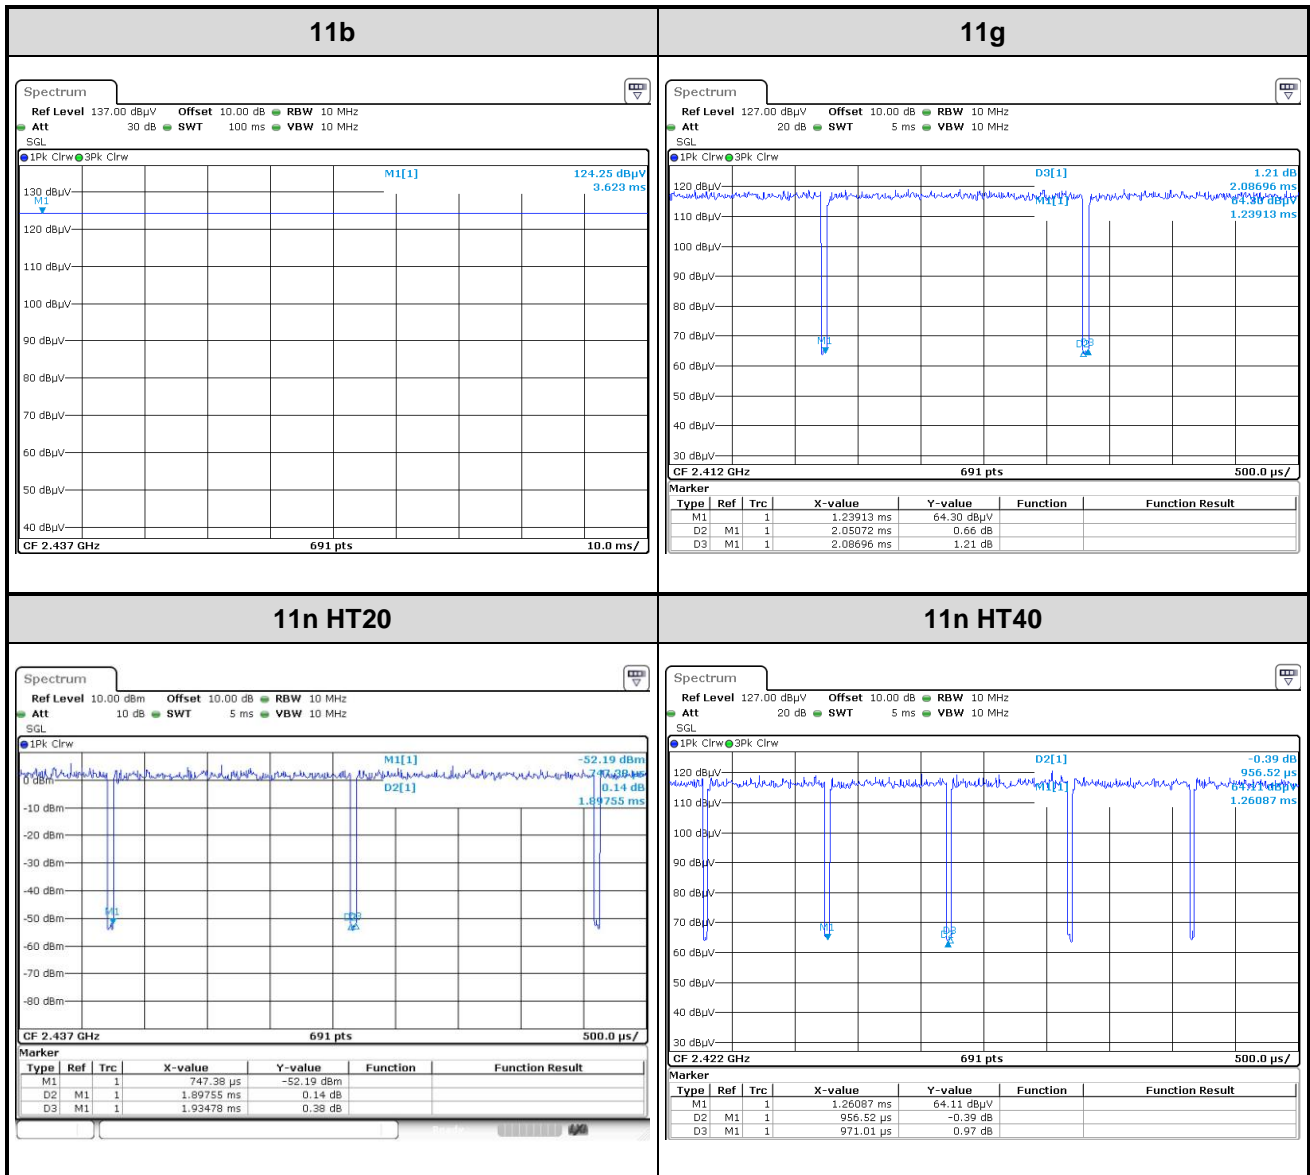 11b
Spectrum
Ref Level 137.00 dBµV Offset 10.00 dB RBW 10 MHz
Att 30 dB SWT 100 ms VBW 10 MHz
SGL
1Pk Clrw 3Pk Clrw
M1[1] 124.25 dBµV
3.623 ms
130 dBµV
M1
120 dBµV
110 dBµV
100 dBµV
90 dBµV
80 dBµV
70 dBµV
60 dBµV
50 dBµV
40 dBµV
CF 2.437 GHz 691 pts 10.0 ms/
11g
Spectrum
Ref Level 127.00 dBµV Offset 10.00 dB RBW 10 MHz
Att 20 dB SWT 5 ms VBW 10 MHz
SGL
1Pk Clrw 3Pk Clrw
D3[1] 1.21 dB
2.08696 ms
M1[1] 64.30 dBµV
1.23913 ms
120 dBµV
110 dBµV
100 dBµV
90 dBµV
80 dBµV
70 dBµV
M1 D3
60 dBµV
50 dBµV
40 dBµV
30 dBµV
CF 2.412 GHz 691 pts 500.0 µs/
Marker
Type Ref Trc X-value Y-value Function Function Result
M1 1 1.23913 ms 64.30 dBµV
D2 M1 1 2.05072 ms 0.66 dB
D3 M1 1 2.08696 ms 1.21 dB
11n HT20
Spectrum
Ref Level 10.00 dBm Offset 10.00 dB RBW 10 MHz
Att 10 dB SWT 5 ms VBW 10 MHz
SGL
1Pk Clrw
M1[1] -52.19 dBm
747.38 µs
D2[1] 0.14 dB
1.89755 ms
0 dBm
-10 dBm
-20 dBm
-30 dBm
-40 dBm
M1
-50 dBm
-60 dBm
-70 dBm
-80 dBm
CF 2.437 GHz 691 pts 500.0 µs/
Marker
Type Ref Trc X-value Y-value Function Function Result
M1 1 747.38 µs -52.19 dBm
D2 M1 1 1.89755 ms 0.14 dB
D3 M1 1 1.93478 ms 0.38 dB
11n HT40
Spectrum
Ref Level 127.00 dBµV Offset 10.00 dB RBW 10 MHz
Att 20 dB SWT 5 ms VBW 10 MHz
SGL
1Pk Clrw 3Pk Clrw
D2[1] -0.39 dB
956.52 µs
M1[1] 64.11 dBµV
1.26087 ms
120 dBµV
110 dBµV
100 dBµV
90 dBµV
80 dBµV
70 dBµV
M1 D3
60 dBµV
50 dBµV
40 dBµV
30 dBµV
CF 2.422 GHz 691 pts 500.0 µs/
Marker
Type Ref Trc X-value Y-value Function Function Result
M1 1 1.26087 ms 64.11 dBµV
D2 M1 1 956.52 µs -0.39 dB
D3 M1 1 971.01 µs 0.97 dB